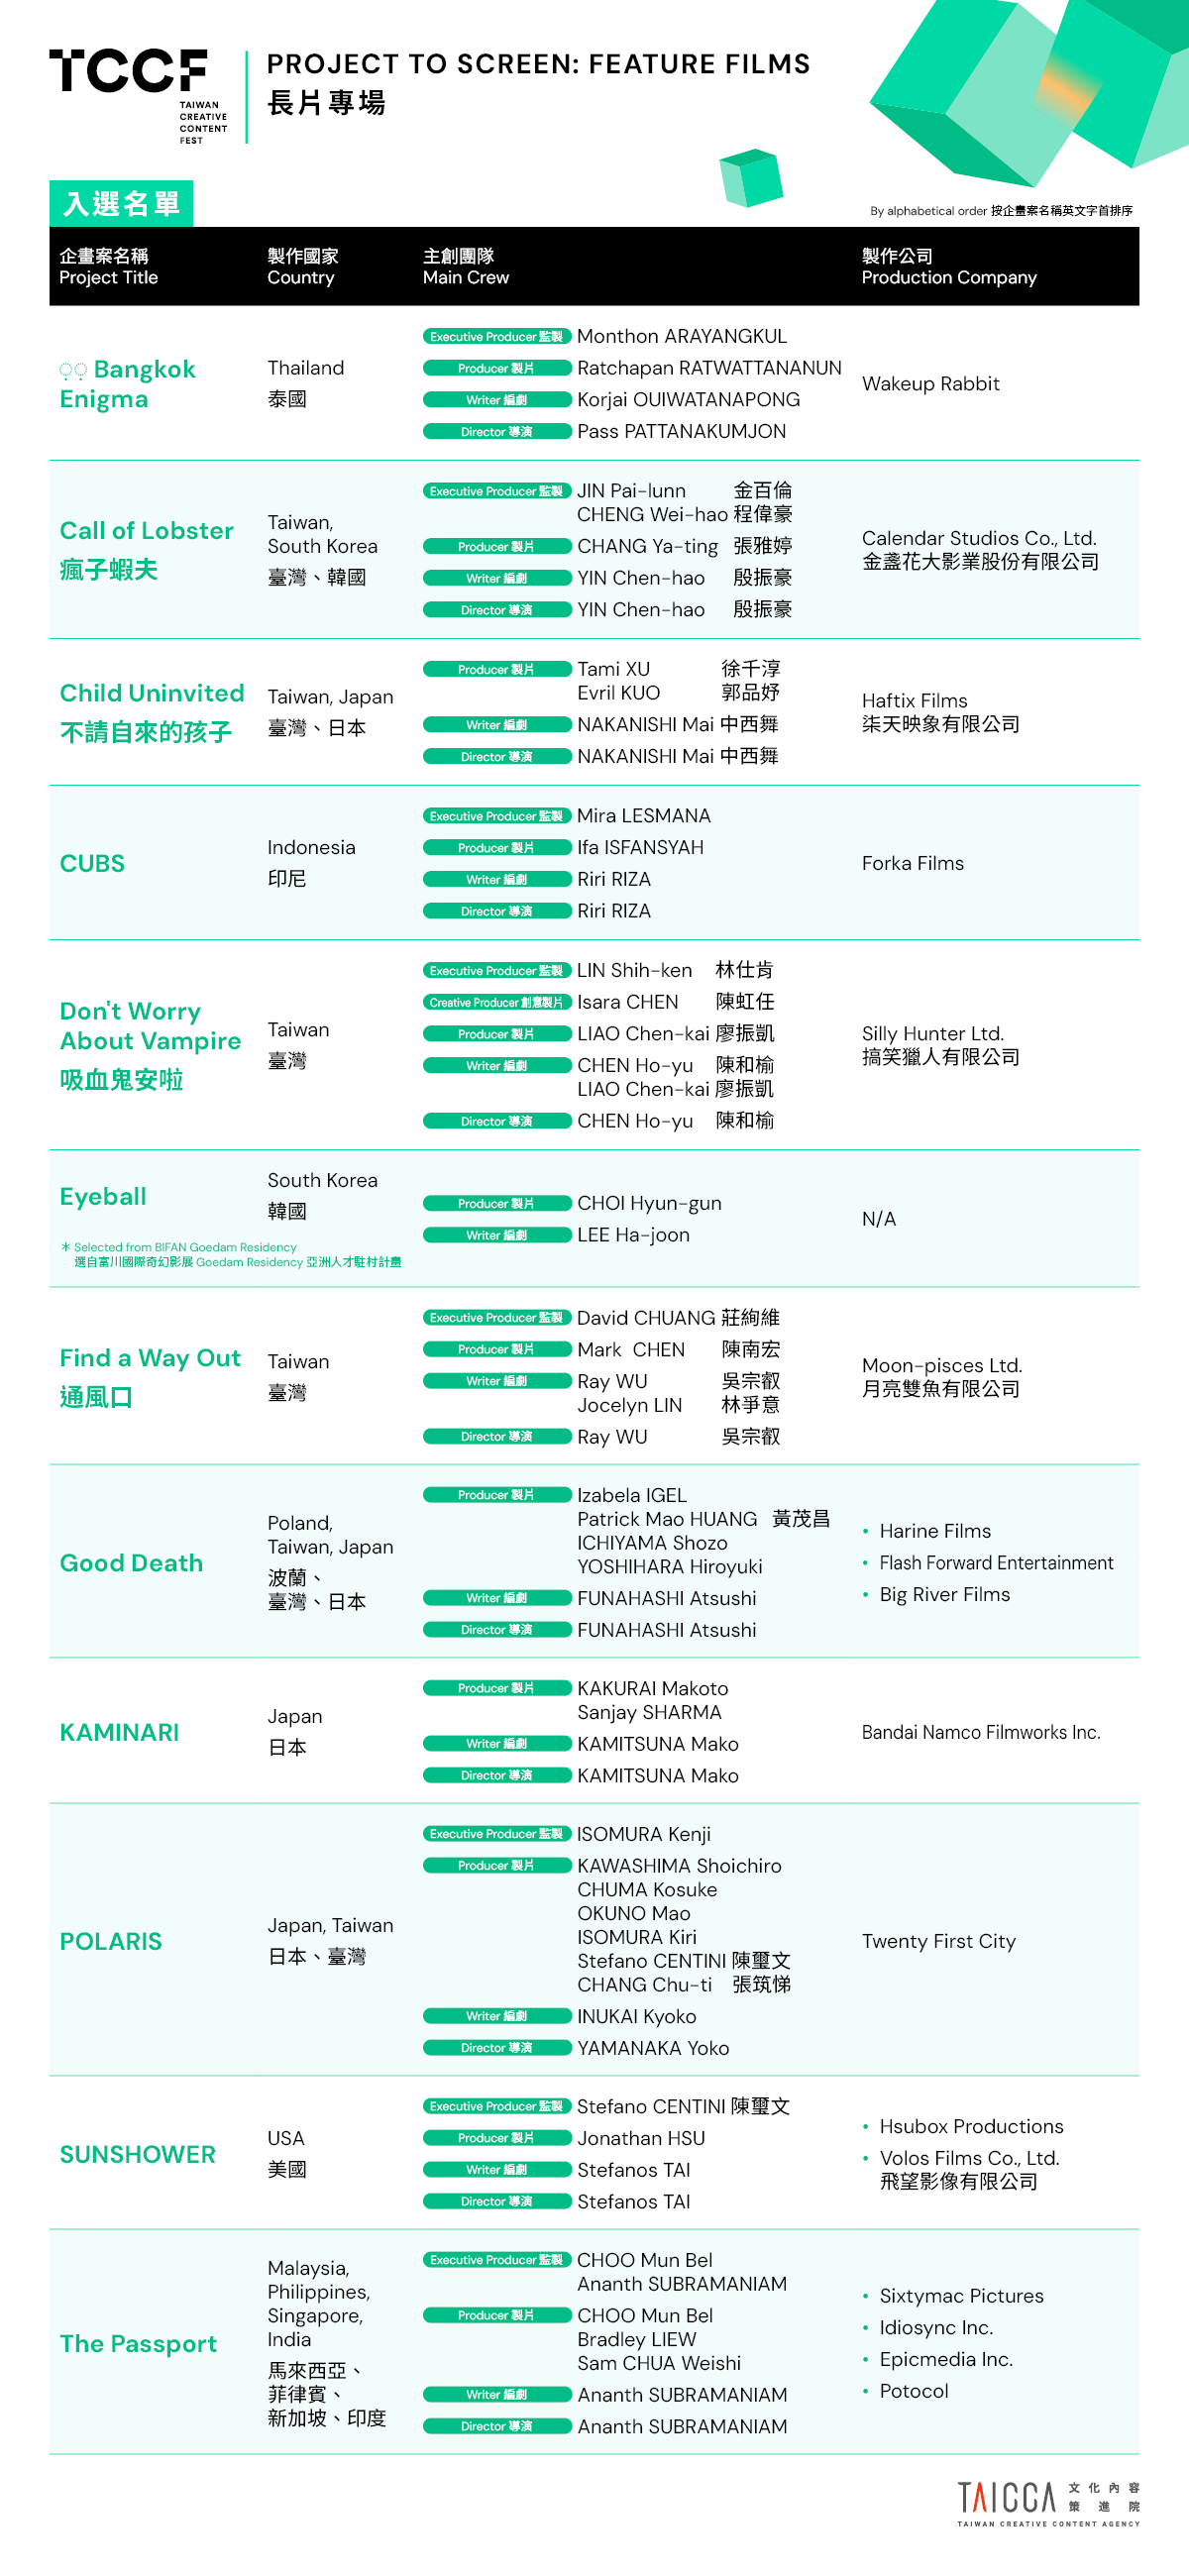 TCCF
TAIWAN
CREATIVE
CONTENT
FEST
PROJECT TO SCREEN: FEATURE FILMS
長片專場
入選名單
By alphabetical order 按企畫案名稱英文字首排序
企畫案名稱
Project Title
製作國家
Country
主創團隊
Main Crew
製作公司
Production Company
Bangkok
Enigma
Thailand
泰國
Executive Producer 監製 Monthon ARAYANGKUL
Producer 製片 Ratchapan RATWATTANANUN
Writer 編劇 Korjai OUIWATANAPONG
Director 導演 Pass PATTANAKUMJON
Wakeup Rabbit
Call of Lobster
瘋子蝦夫
Taiwan,
South Korea
臺灣、韓國
Executive Producer 監製 JIN Pai-lunn 金百倫
CHENG Wei-hao 程偉豪
Producer 製片 CHANG Ya-ting 張雅婷
Writer 編劇 YIN Chen-hao 殷振豪
Director 導演 YIN Chen-hao 殷振豪
Calendar Studios Co., Ltd.
金盞花大影業股份有限公司
Child Uninvited
不請自來的孩子
Taiwan, Japan
臺灣、日本
Producer 製片 Tami XU 徐千淳
Evril KUO 郭品妤
Writer 編劇 NAKANISHI Mai 中西舞
Director 導演 NAKANISHI Mai 中西舞
Haftix Films
柒天映象有限公司
CUBS
Indonesia
印尼
Executive Producer 監製 Mira LESMANA
Producer 製片 Ifa ISFANSYAH
Writer 編劇 Riri RIZA
Director 導演 Riri RIZA
Forka Films
Don't Worry
About Vampire
吸血鬼安啦
Taiwan
臺灣
Executive Producer 監製 LIN Shih-ken 林仕肯
Creative Producer 創意製片 Isara CHEN 陳虹任
Producer 製片 LIAO Chen-kai 廖振凱
Writer 編劇 CHEN Ho-yu 陳和榆
LIAO Chen-kai 廖振凱
Director 導演 CHEN Ho-yu 陳和榆
Silly Hunter Ltd.
搞笑獵人有限公司
Eyeball
* Selected from BIFAN Goedam Residency
選自富川國際奇幻影展 Goedam Residency 亞洲人才駐村計畫
South Korea
韓國
Producer 製片 CHOI Hyun-gun
Writer 編劇 LEE Ha-joon
N/A
Find a Way Out
通風口
Taiwan
臺灣
Executive Producer 監製 David CHUANG 莊絢維
Producer 製片 Mark CHEN 陳南宏
Writer 編劇 Ray WU 吳宗叡
Jocelyn LIN 林爭意
Director 導演 Ray WU 吳宗叡
Moon-pisces Ltd.
月亮雙魚有限公司
Good Death
Poland,
Taiwan, Japan
波蘭、
臺灣、日本
Producer 製片 Izabela IGEL
Patrick Mao HUANG 黃茂昌
ICHIYAMA Shozo
YOSHIHARA Hiroyuki
Writer 編劇 FUNAHASHI Atsushi
Director 導演 FUNAHASHI Atsushi
• Harine Films
• Flash Forward Entertainment
• Big River Films
KAMINARI
Japan
日本
Producer 製片 KAKURAI Makoto
Sanjay SHARMA
Writer 編劇 KAMITSUNA Mako
Director 導演 KAMITSUNA Mako
Bandai Namco Filmworks Inc.
POLARIS
Japan, Taiwan
日本、臺灣
Executive Producer 監製 ISOMURA Kenji
Producer 製片 KAWASHIMA Shoichiro
CHUMA Kosuke
OKUNO Mao
ISOMURA Kiri
Stefano CENTINI 陳璽文
CHANG Chu-ti 張筑悌
Writer 編劇 INUKAI Kyoko
Director 導演 YAMANAKA Yoko
Twenty First City
SUNSHOWER
USA
美國
Executive Producer 監製 Stefano CENTINI 陳璽文
Producer 製片 Jonathan HSU
Writer 編劇 Stefanos TAI
Director 導演 Stefanos TAI
• Hsubox Productions
• Volos Films Co., Ltd.
飛望影像有限公司
The Passport
Malaysia,
Philippines,
Singapore,
India
馬來西亞、
菲律賓、
新加坡、印度
Executive Producer 監製 CHOO Mun Bel
Ananth SUBRAMANIAM
Producer 製片 CHOO Mun Bel
Bradley LIEW
Sam CHUA Weishi
Writer 編劇 Ananth SUBRAMANIAM
Director 導演 Ananth SUBRAMANIAM
• Sixtymac Pictures
• Idiosync Inc.
• Epicmedia Inc.
• Potocol
TAICCA 文化內容
策進院
TAIWAN CREATIVE CONTENT AGENCY